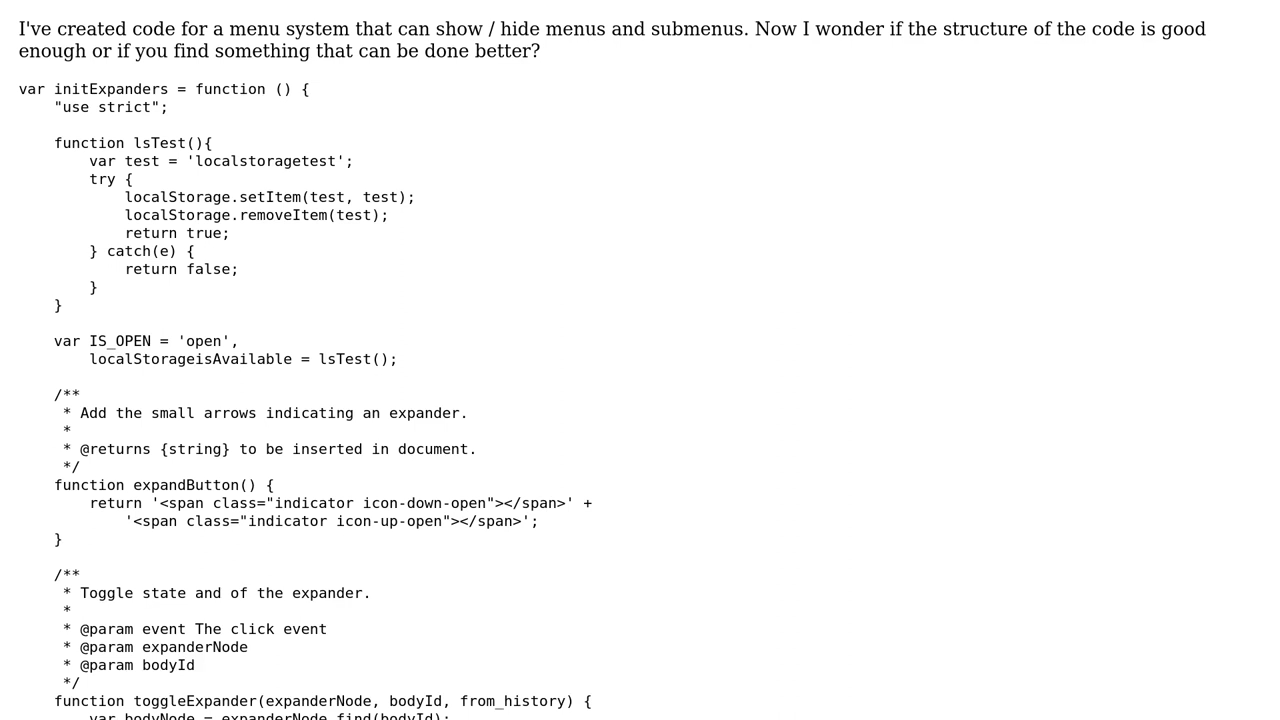 I've created code for a menu system that can show / hide menus and submenus. Now I wonder if the structure of the code is good
enough or if you find something that can be done better?
var initExpanders = function () {
    "use strict";
    function lsTest(){
        var test = 'localstoragetest';
        try {
            localStorage.setItem(test, test);
            localStorage.removeItem(test);
            return true;
        } catch(e) {
            return false;
        }
    }
    var IS_OPEN = 'open',
        localStorageisAvailable = lsTest();
    /**
     * Add the small arrows indicating an expander.
     *
     * @returns {string} to be inserted in document.
     */
    function expandButton() {
        return '<span class="indicator icon-down-open"></span>' +
            '<span class="indicator icon-up-open"></span>';
    }
    /**
     * Toggle state and of the expander.
     *
     * @param event The click event
     * @param expanderNode
     * @param bodyId
     */
    function toggleExpander(expanderNode, bodyId, from_history) {
        var bodyNode = expanderNode.find(bodyId);